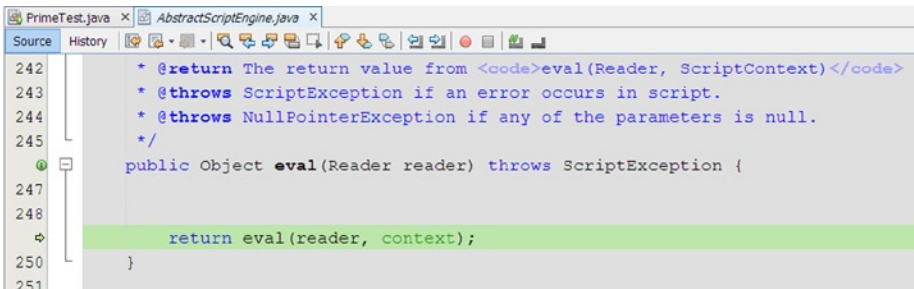 PrimeTest.java × AbstractScriptEngine.java ×
Source History
242 * @return The return value from <code>eval(Reader, ScriptContext)</code>
243 * @throws ScriptException if an error occurs in script.
244 * @throws NullPointerException if any of the parameters is null.
245 */
public Object eval(Reader reader) throws ScriptException {
247
248
return eval(reader, context);
250 }
251